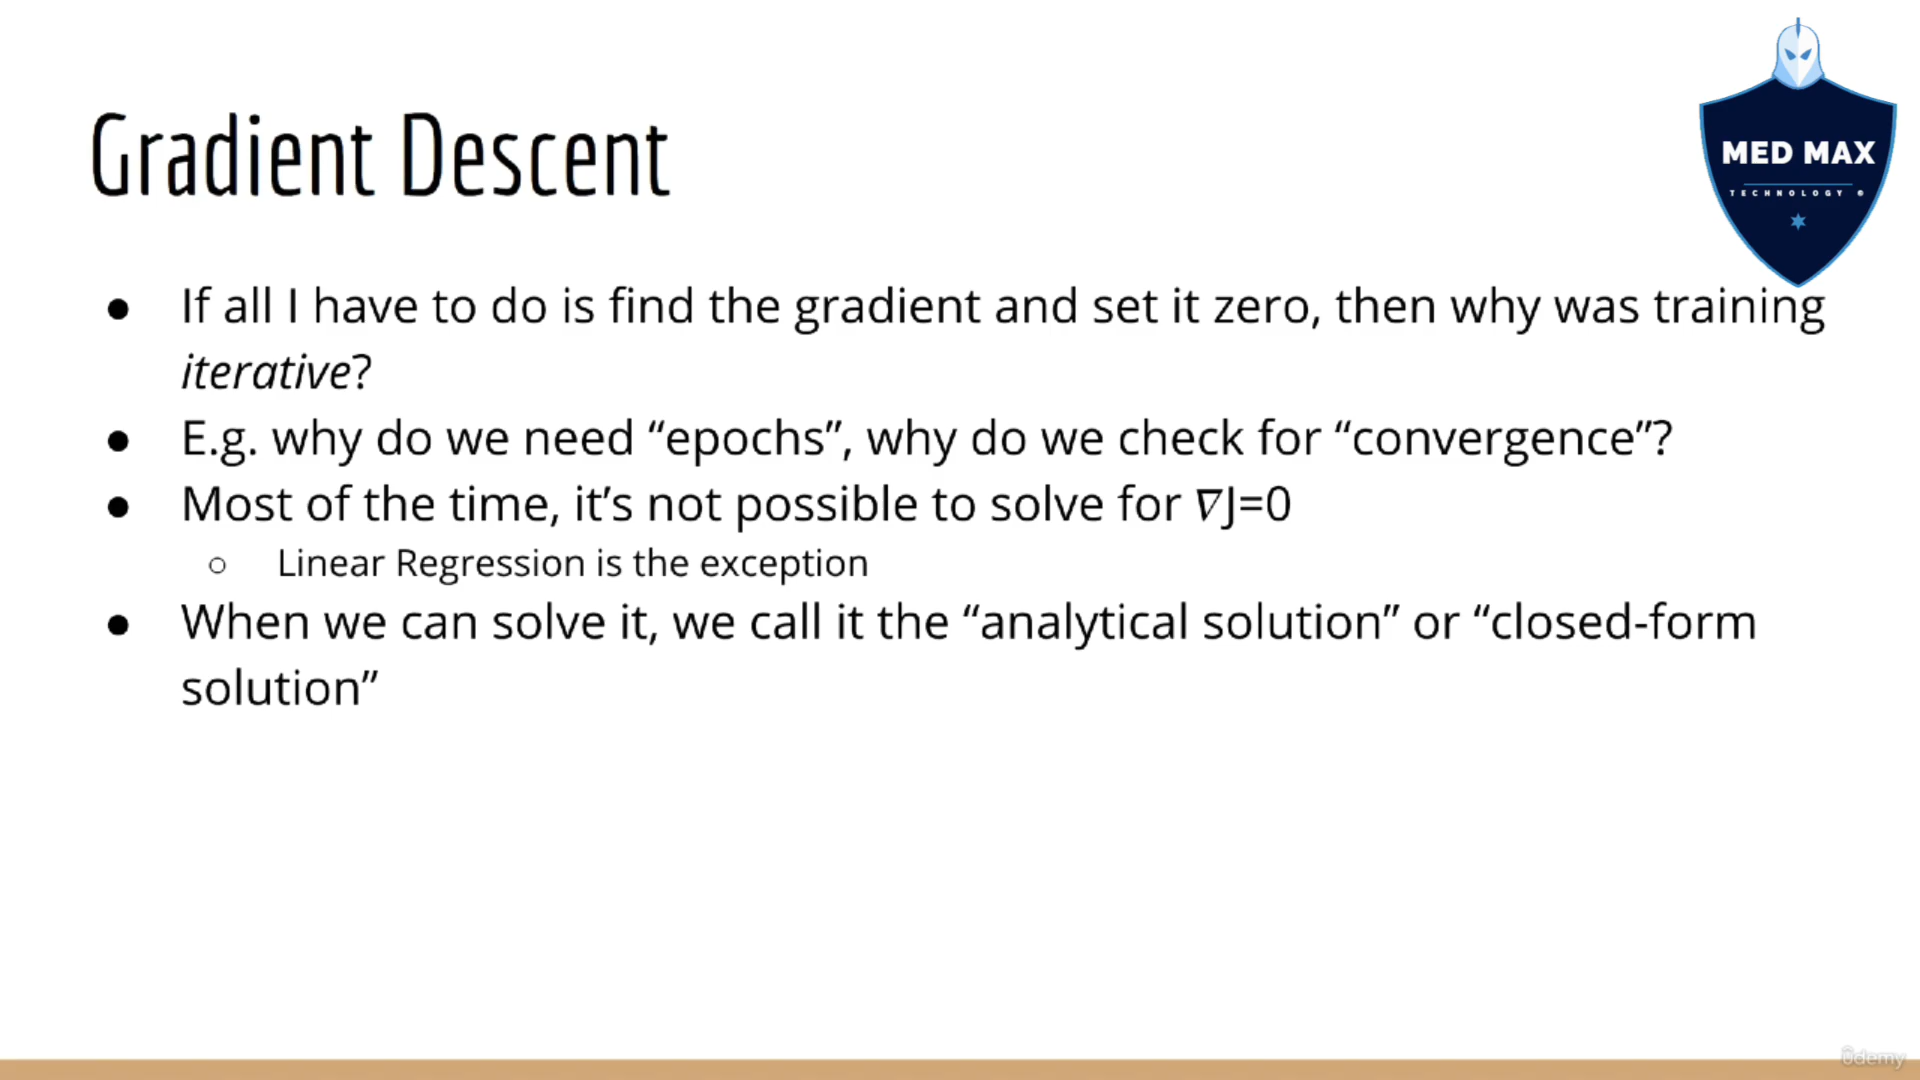 MED MAX
TECHNOLOGY ®
Gradient Descent
● If all I have to do is find the gradient and set it zero, then why was training
iterative?
● E.g. why do we need “epochs”, why do we check for “convergence”?
● Most of the time, it’s not possible to solve for ∇J=0
○ Linear Regression is the exception
● When we can solve it, we call it the “analytical solution” or “closed-form
solution”
ûdemy